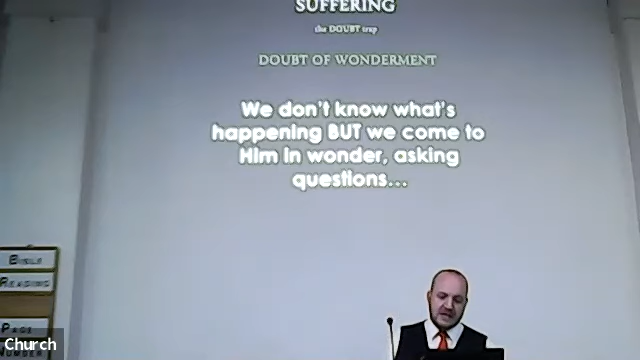 SUFFERING
the DOUBT trap
DOUBT OF WONDERMENT
We don't know what's
happening BUT we come to
Him in wonder, asking
questions...
BIBLE
READING
PAGE
NUMBER
Church